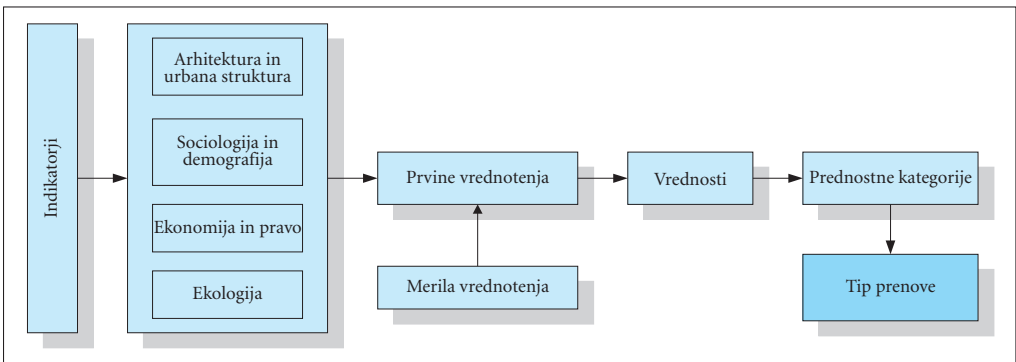 Indikatorji
Arhitektura in
urbana struktura
Sociologija in
demografija
Ekonomija in pravo
Ekologija
Prvine vrednotenja
Merila vrednotenja
Vrednosti
Prednostne kategorije
Tip prenove